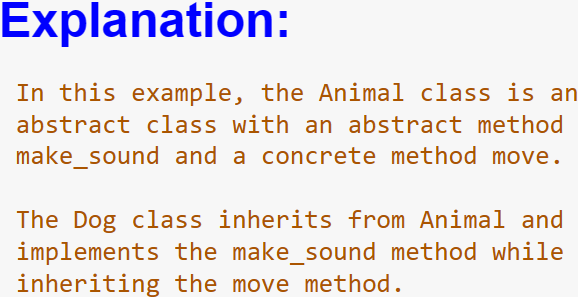 Explanation:
In this example, the Animal class is an
abstract class with an abstract method
make_sound and a concrete method move.
The Dog class inherits from Animal and
implements the make_sound method while
inheriting the move method.